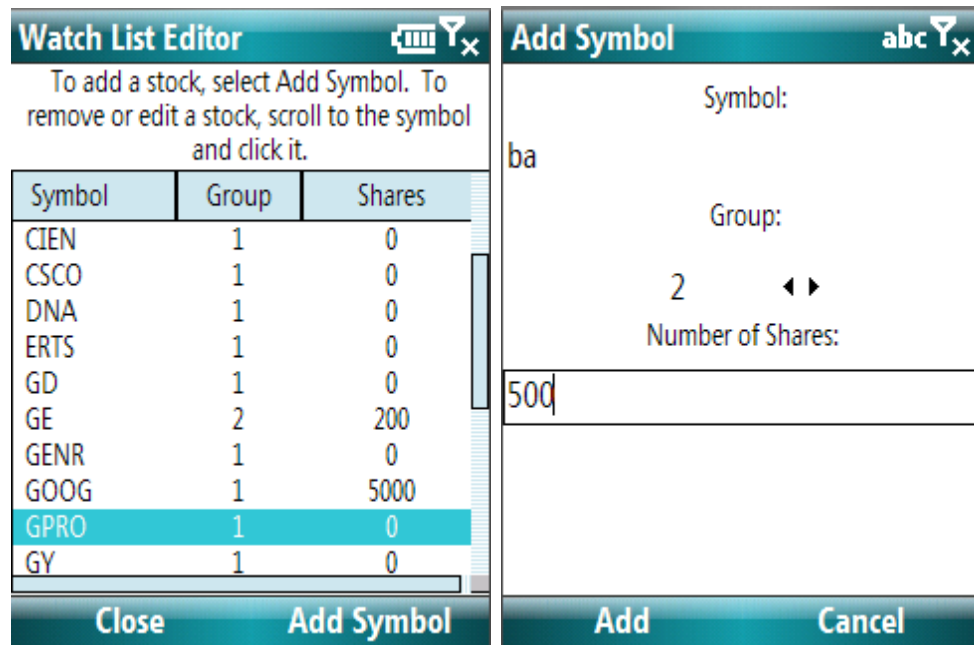 Watch List Editor
To add a stock, select Add Symbol. To
remove or edit a stock, scroll to the symbol
and click it.
Symbol Group Shares
CIEN 1 0
CSCO 1 0
DNA 1 0
ERTS 1 0
GD 1 0
GE 2 200
GENR 1 0
GOOG 1 5000
GPRO 1 0
GY 1 0
Close Add Symbol
Add Symbol abc
Symbol:
ba
Group:
2
Number of Shares:
500
Add Cancel